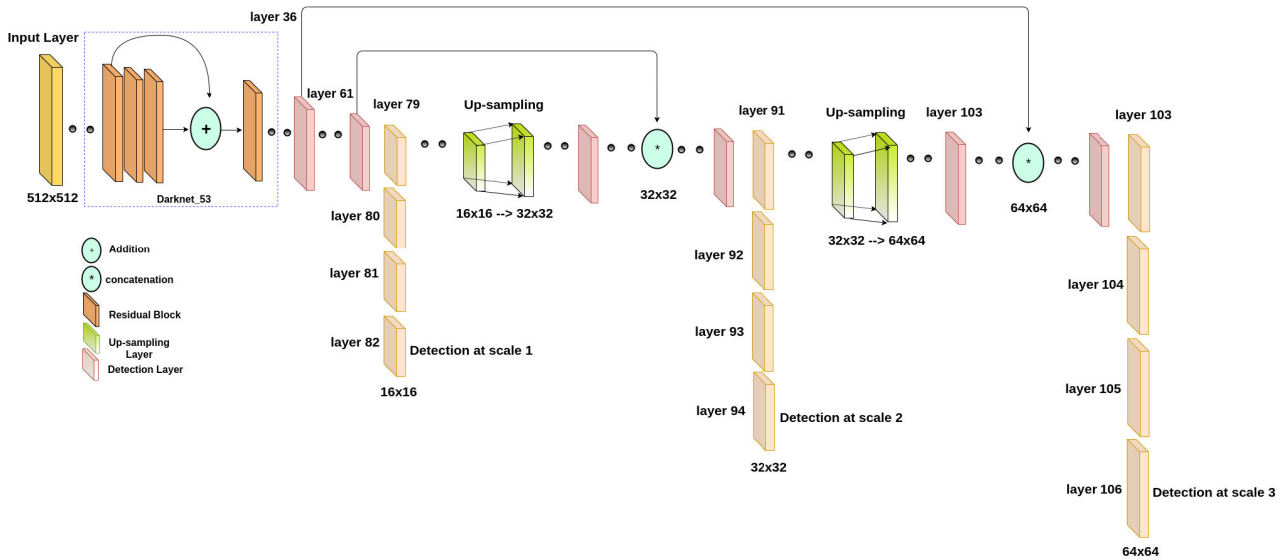 layer 36
Input Layer
layer 61
layer 79
Up-sampling
layer 91
Up-sampling
layer 103
layer 103
+
*
*
512x512
Darknet_53
32x32
64x64
16x16 --> 32x32
32x32 --> 64x64
layer 80
layer 81
layer 82
Detection at scale 1
16x16
layer 92
layer 93
layer 94
Detection at scale 2
32x32
layer 104
layer 105
layer 106
Detection at scale 3
64x64
+ Addition
* concatenation
Residual Block
Up-sampling
Layer
Detection Layer